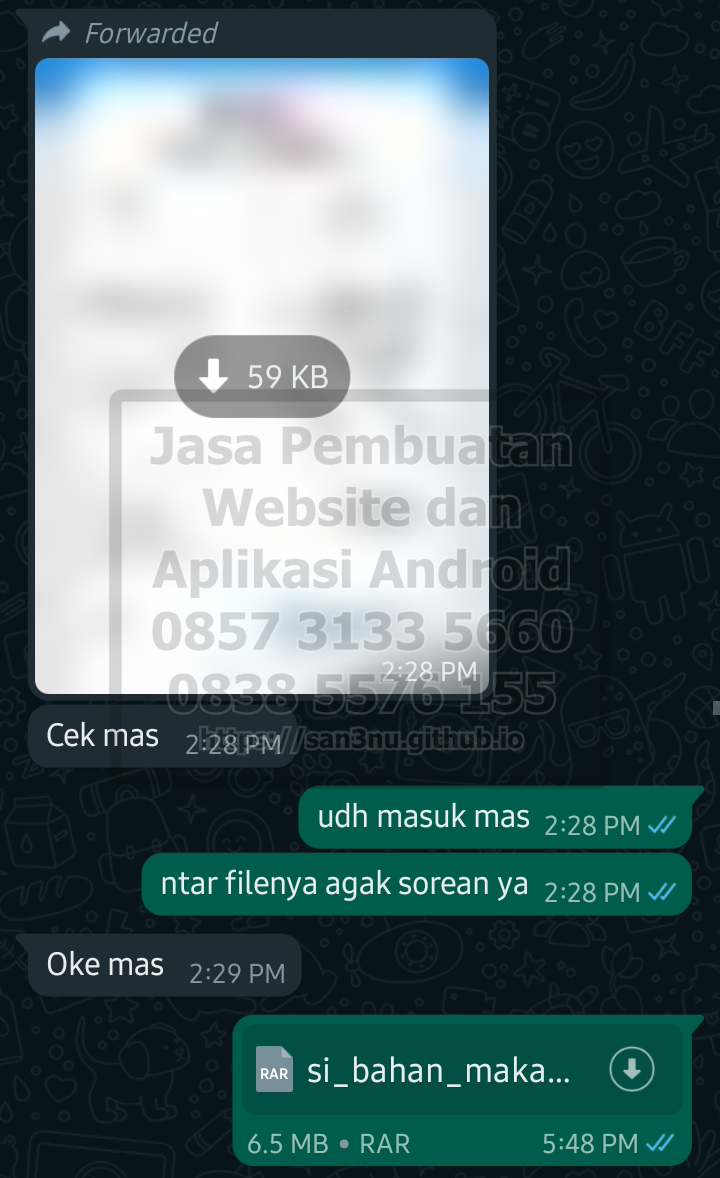 Forwarded
59 KB
Jasa Pembuatan
Website dan
Aplikasi Android
0857 3133 5660
2:28 PM
0838 5576 155
Cek mas 2:28 PM
https://san3nu.github.io
udh masuk mas 2:28 PM
ntar filenya agak sorean ya 2:28 PM
Oke mas 2:29 PM
RAR si_bahan_maka...
6.5 MB • RAR 5:48 PM